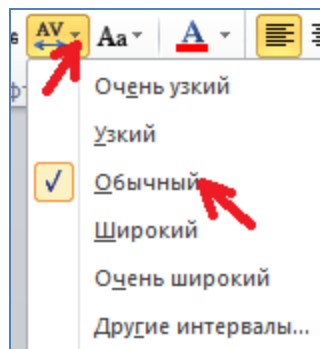 AV Aa A
Очень узкий
Узкий
Обычный
Широкий
Очень широкий
Другие интервалы...